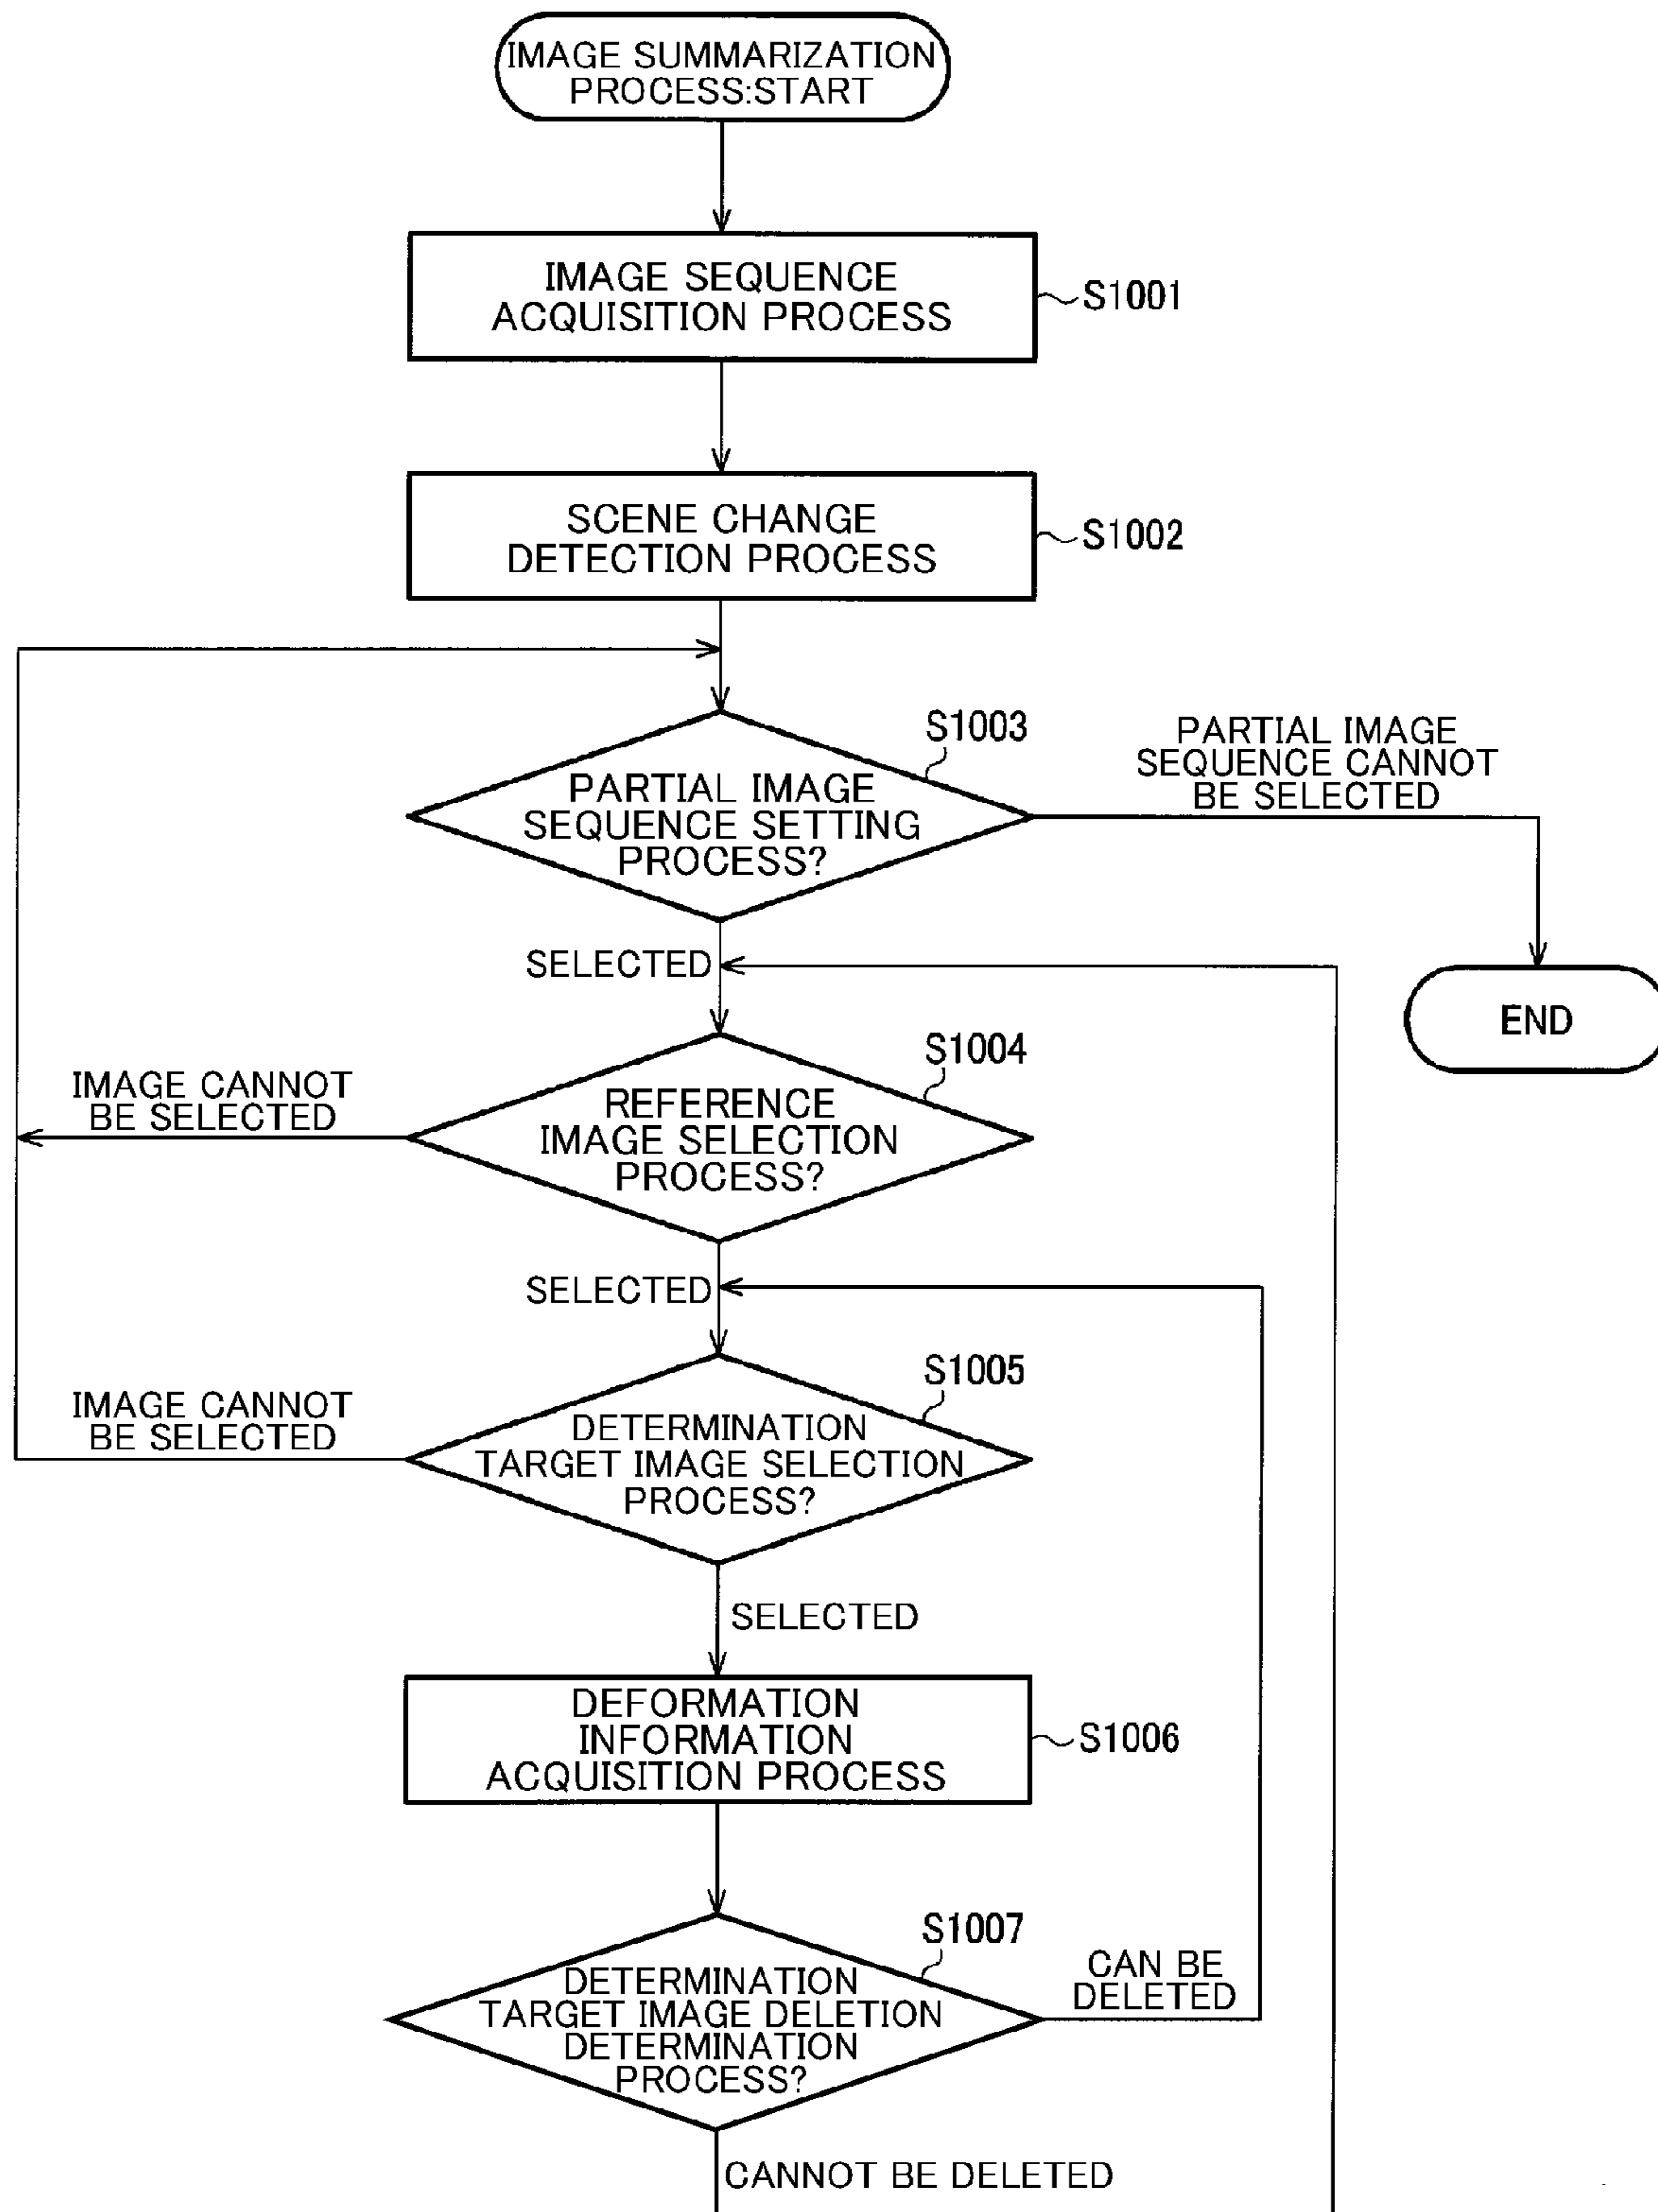 IMAGE SUMMARIZATION
PROCESS:START
IMAGE SEQUENCE
ACQUISITION PROCESS
S1001
SCENE CHANGE
DETECTION PROCESS
S1002
S1003
PARTIAL IMAGE
SEQUENCE SETTING
PROCESS?
PARTIAL IMAGE
SEQUENCE CANNOT
BE SELECTED
SELECTED
END
S1004
REFERENCE
IMAGE SELECTION
PROCESS?
IMAGE CANNOT
BE SELECTED
SELECTED
S1005
DETERMINATION
TARGET IMAGE SELECTION
PROCESS?
IMAGE CANNOT
BE SELECTED
SELECTED
DEFORMATION
INFORMATION
ACQUISITION PROCESS
S1006
S1007
DETERMINATION
TARGET IMAGE DELETION
DETERMINATION
PROCESS?
CAN BE
DELETED
CANNOT BE DELETED